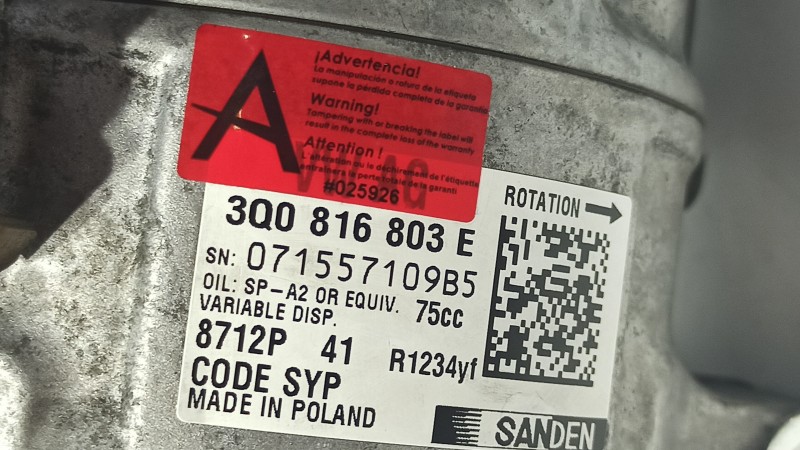 A
¡Advertencia!
La manipulación o rotura de la etiqueta
supone la pérdida completa de la garantía
Warning!
Tampering with or breaking the label will
result in the complete loss of the warranty
Attention !
L'altération ou le déchirement de l'étiquette
entraînera la perte totale de la garanti
#025926
3Q0 816 803 E
ROTATION
SN: 071557109B5
OIL: SP-A2 OR EQUIV. 75cc
VARIABLE DISP.
8712P 41 R1234yf
CODE SYP
MADE IN POLAND
SANDEN